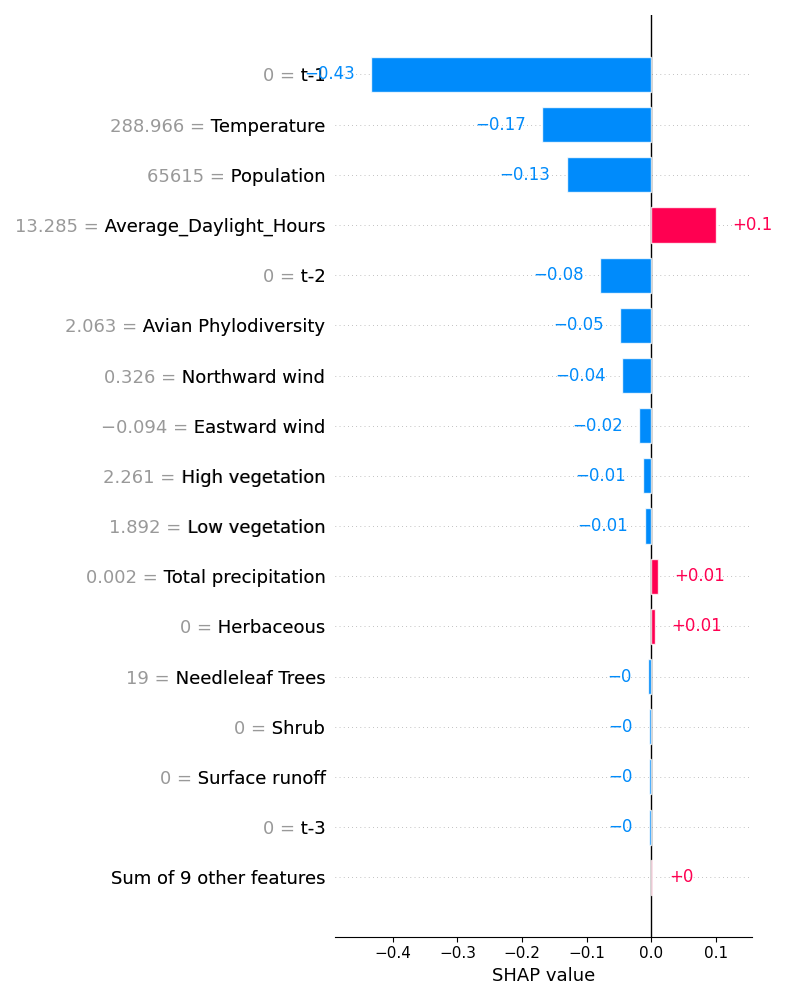 0 = t-1 −0.43
288.966 = Temperature −0.17
65615 = Population −0.13
13.285 = Average_Daylight_Hours +0.1
0 = t-2 −0.08
2.063 = Avian Phylodiversity −0.05
0.326 = Northward wind −0.04
−0.094 = Eastward wind −0.02
2.261 = High vegetation −0.01
1.892 = Low vegetation −0.01
0.002 = Total precipitation +0.01
0 = Herbaceous +0.01
19 = Needleleaf Trees −0
0 = Shrub −0
0 = Surface runoff −0
0 = t-3 −0
Sum of 9 other features +0
−0.4 −0.3 −0.2 −0.1 0.0 0.1
SHAP value